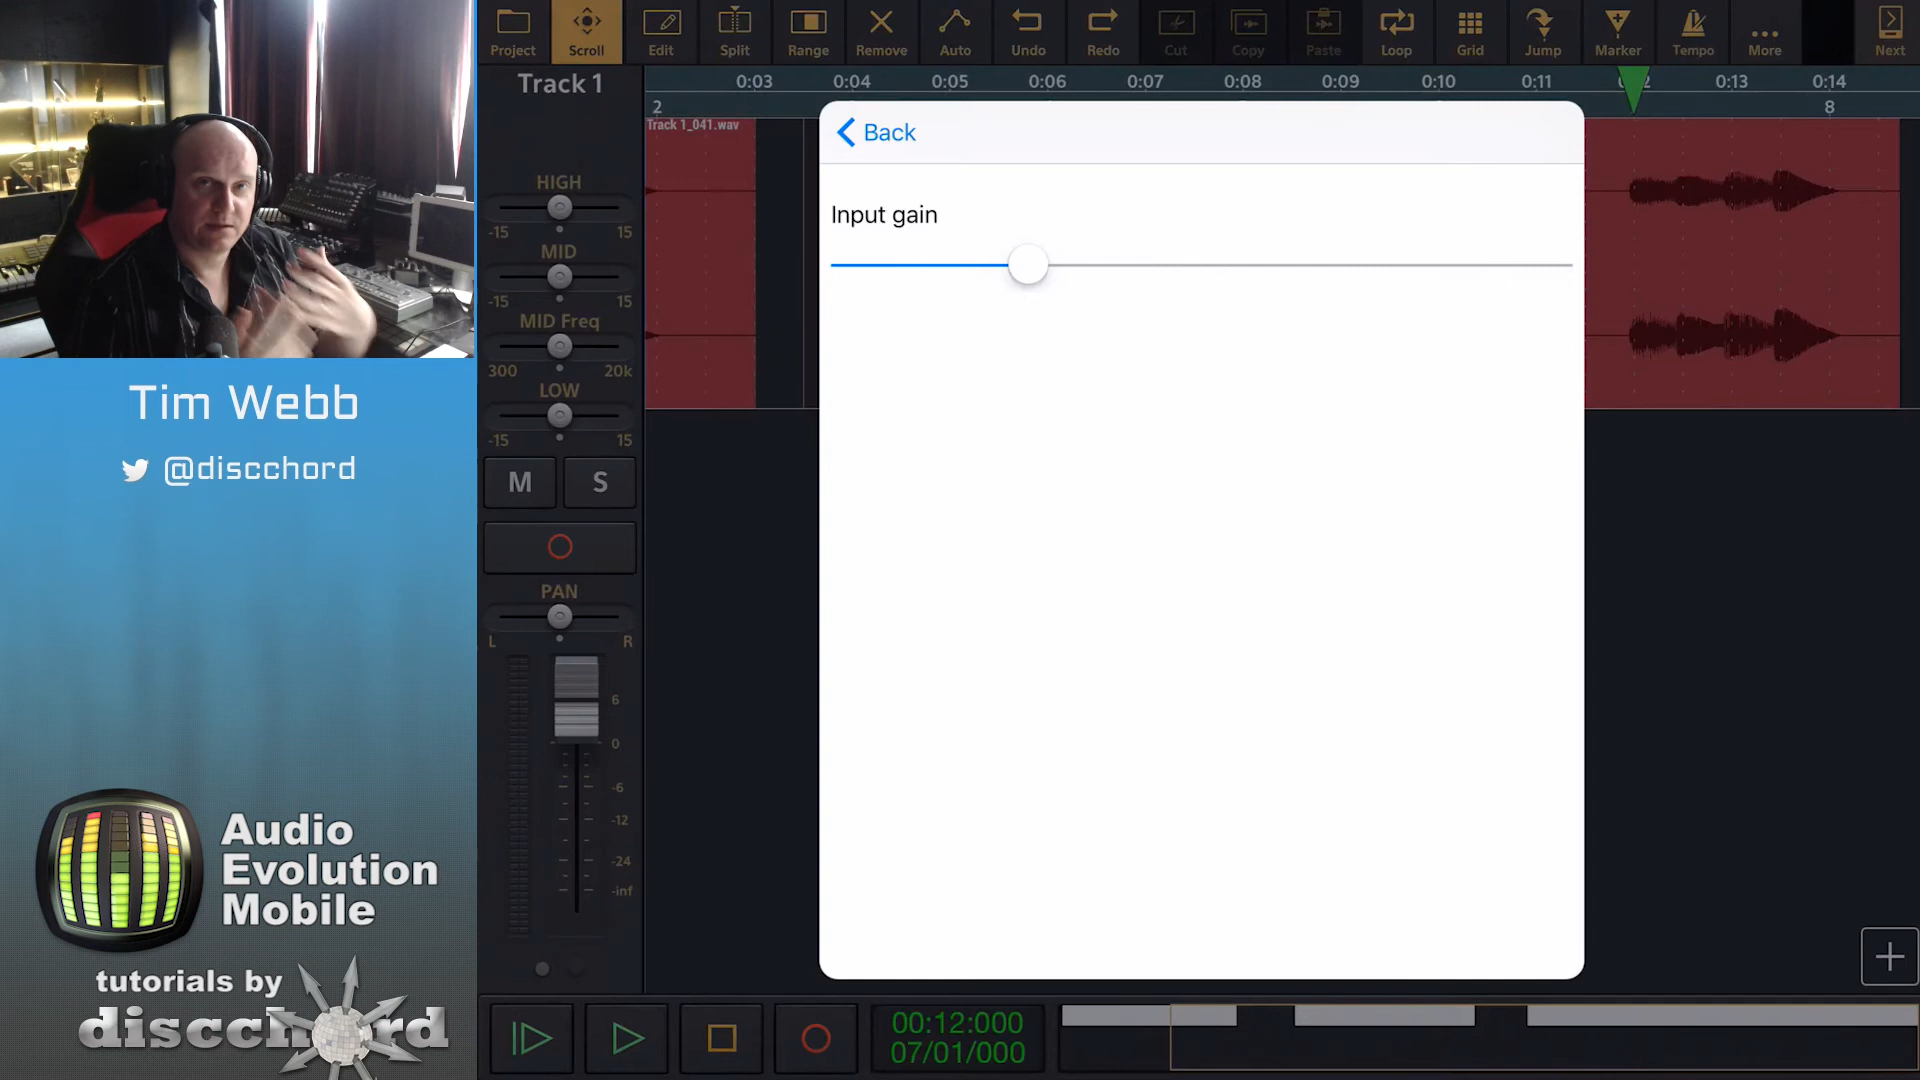 Project
Scroll
Edit
Split
Range
Remove
Auto
Undo
Redo
Cut
Copy
Paste
Loop
Grid
Jump
Marker
Tempo
More
Next
Track 1
0:03 0:04 0:05 0:06 0:07 0:08 0:09 0:10 0:11 0:13 0:14
2 8
Track 1_041.wav
Back
Input gain
HIGH
-15 15
MID
-15 15
MID Freq
300 20k
LOW
-15 15
M S
PAN
L R
6
0
-6
-12
-24
-inf
00:12:000
07/01/000
Tim Webb
@discchord
Audio
Evolution
Mobile
tutorials by
discchord